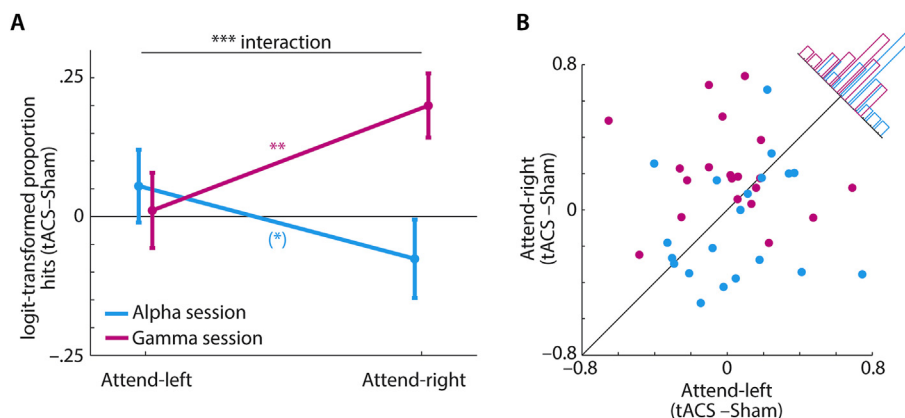 A
*** interaction
.25
0
−.25
**
(*)
logit-transformed proportion
hits (tACS–Sham)
Alpha session
Gamma session
Attend-left
Attend-right
B
0.8
0
−0.8
Attend-right
(tACS –Sham)
−0.8
0
0.8
Attend-left
(tACS –Sham)